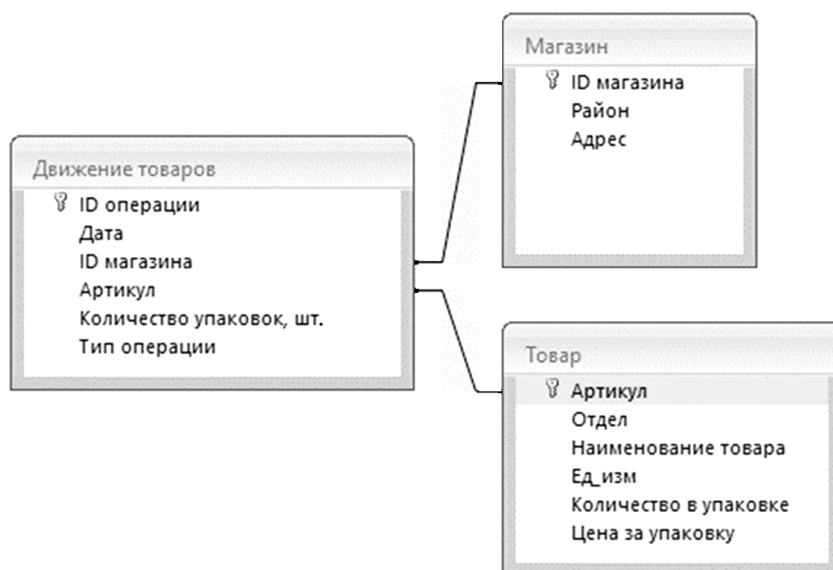 Магазин
ID магазина
Район
Адрес
Движение товаров
ID операции
Дата
ID магазина
Артикул
Количество упаковок, шт.
Тип операции
Товар
Артикул
Отдел
Наименование товара
Ед_изм
Количество в упаковке
Цена за упаковку